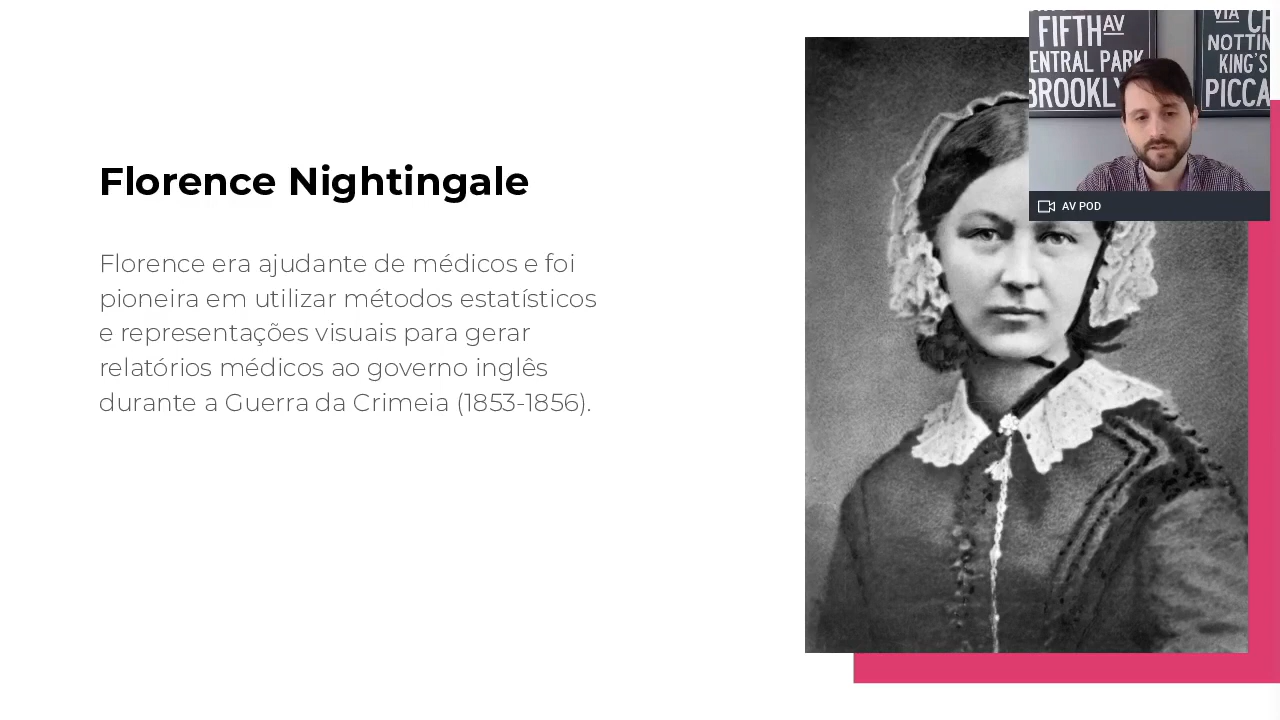 Florence Nightingale
Florence era ajudante de médicos e foi
pioneira em utilizar métodos estatísticos
e representações visuais para gerar
relatórios médicos ao governo inglês
durante a Guerra da Crimeia (1853-1856).
FIFTH AV
ENTRAL PARK
BROOKLY
VIA CH
NOTTIN
KING'S
PICCA
AV POD